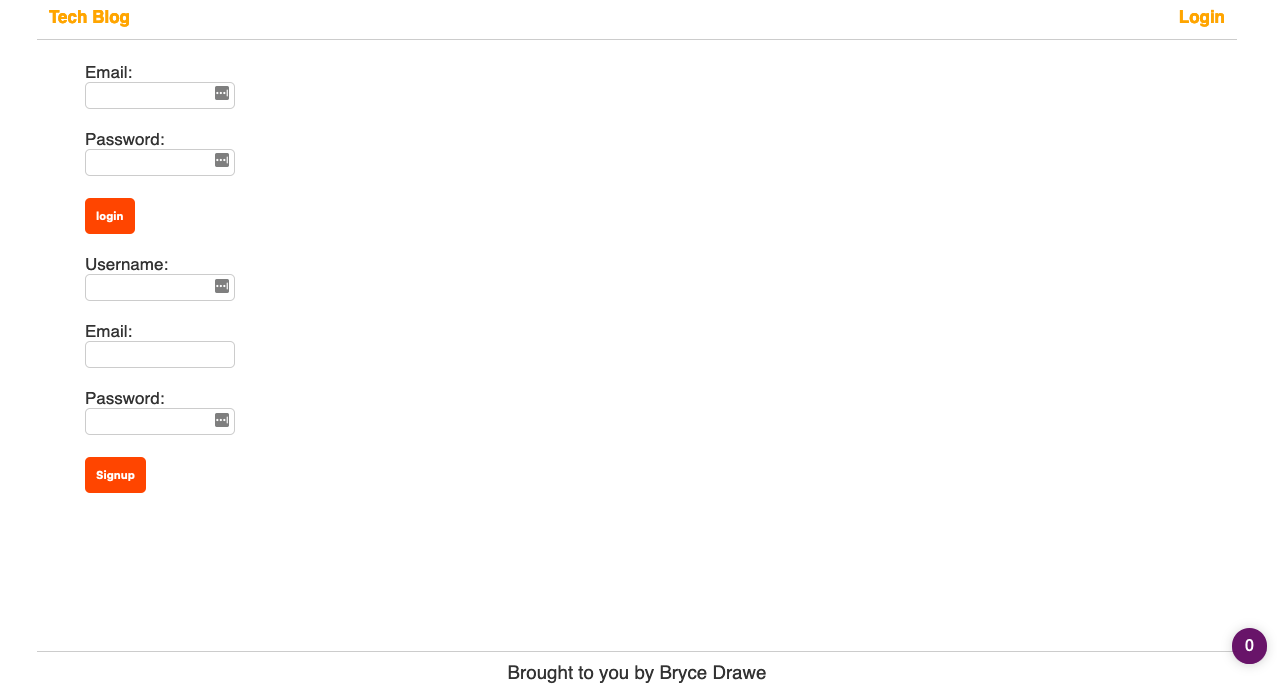 Tech Blog
Login
Email:
Password:
login
Username:
Email:
Password:
Signup
0
Brought to you by Bryce Drawe